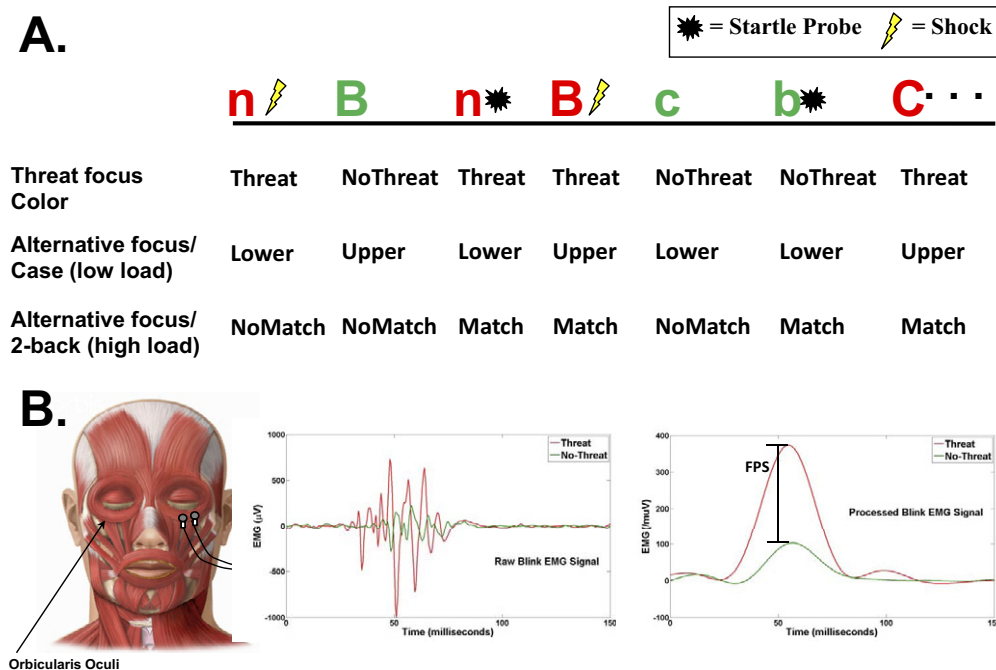 A.
= Startle Probe = Shock
n B n B c b C . . .
Threat focus
Color
Threat NoThreat Threat Threat NoThreat NoThreat Threat
Alternative focus/
Case (low load)
Lower Upper Lower Upper Lower Lower Upper
Alternative focus/
2-back (high load)
NoMatch NoMatch Match Match NoMatch Match Match
B.
Orbicularis Oculi
1000
500
0
-500
-1000
EMG (µV)
Threat
No-Threat
Raw Blink EMG Signal
0 50 100 150
Time (milliseconds)
400
300
200
100
0
-100
EMG [/muV)
FPS
Threat
No-Threat
Processed Blink EMG Signal
0 50 100 150
Time (milliseconds)